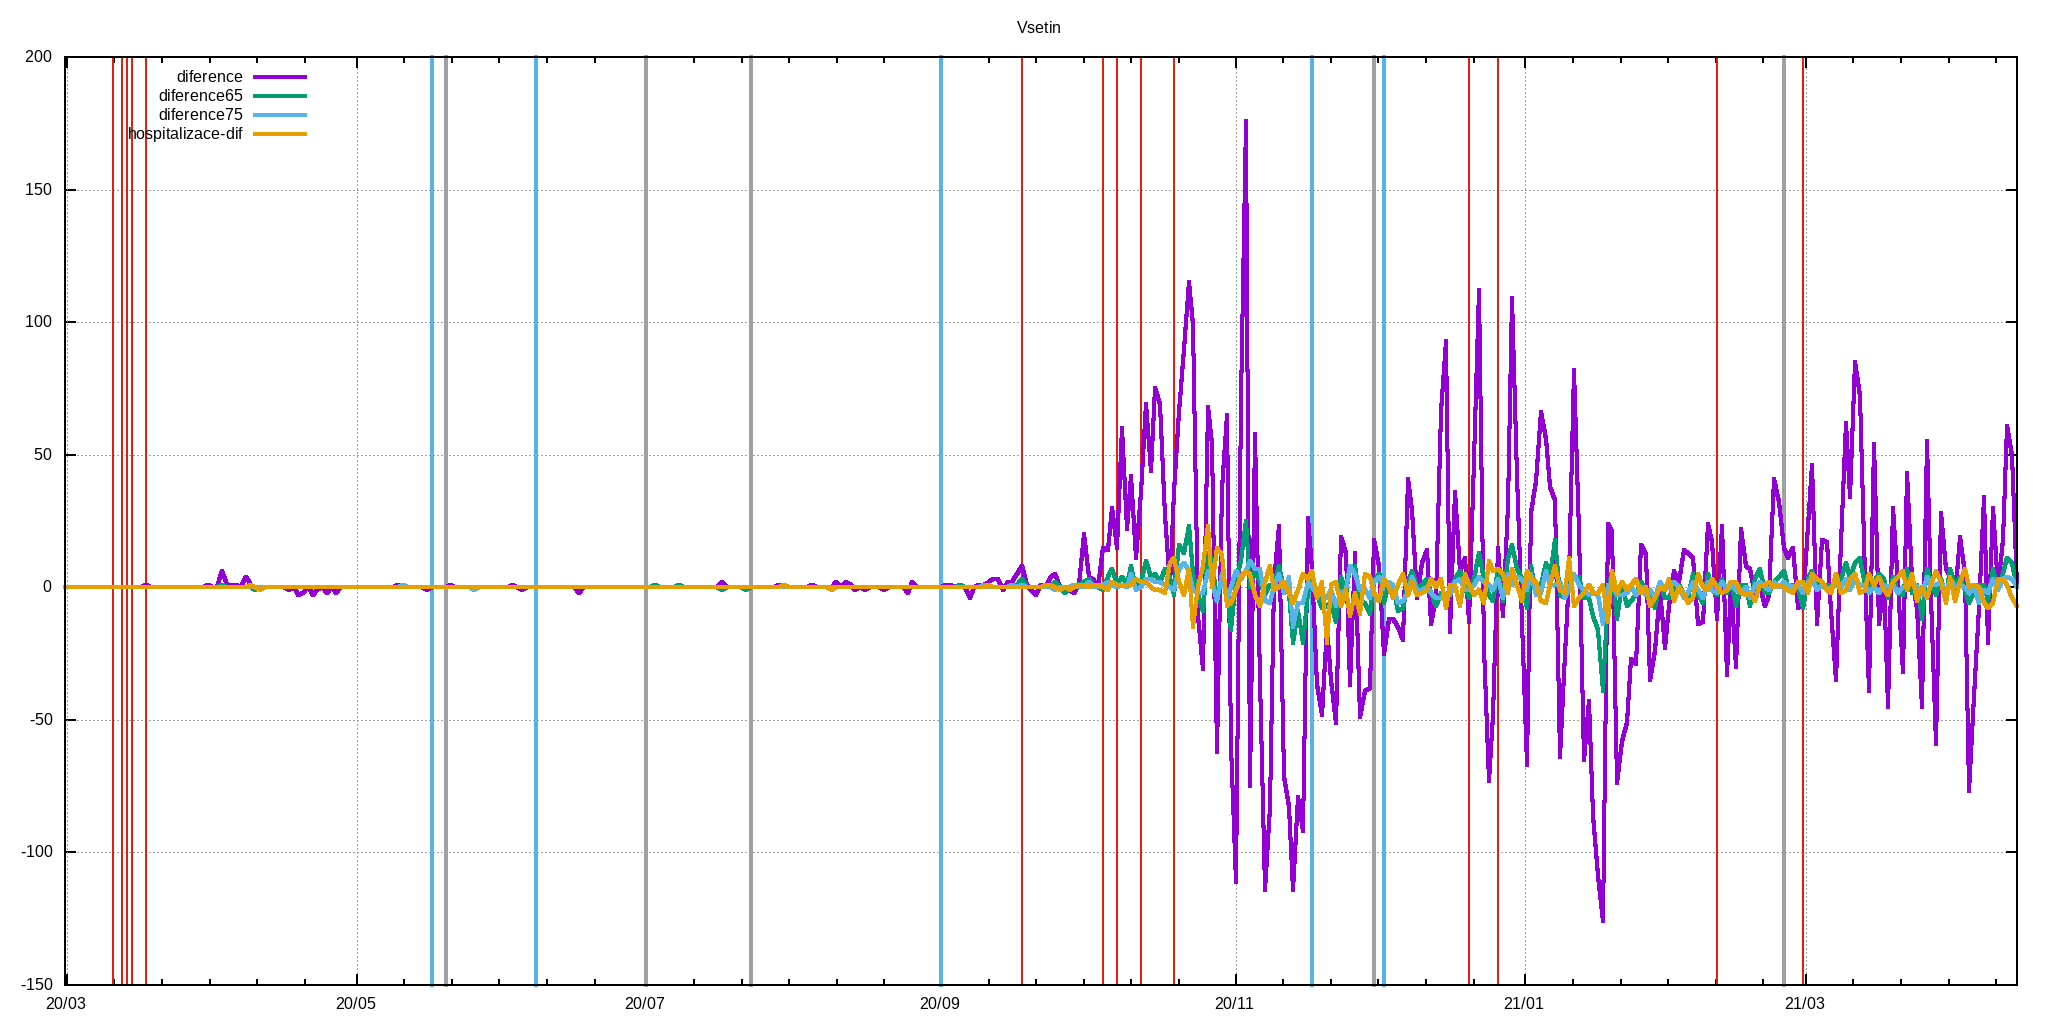 Vsetin
200
diference
diference65
diference75
hospitalizace-dif
150
100
50
0
-50
-100
-150
20/03 20/05 20/07 20/09 20/11 21/01 21/03